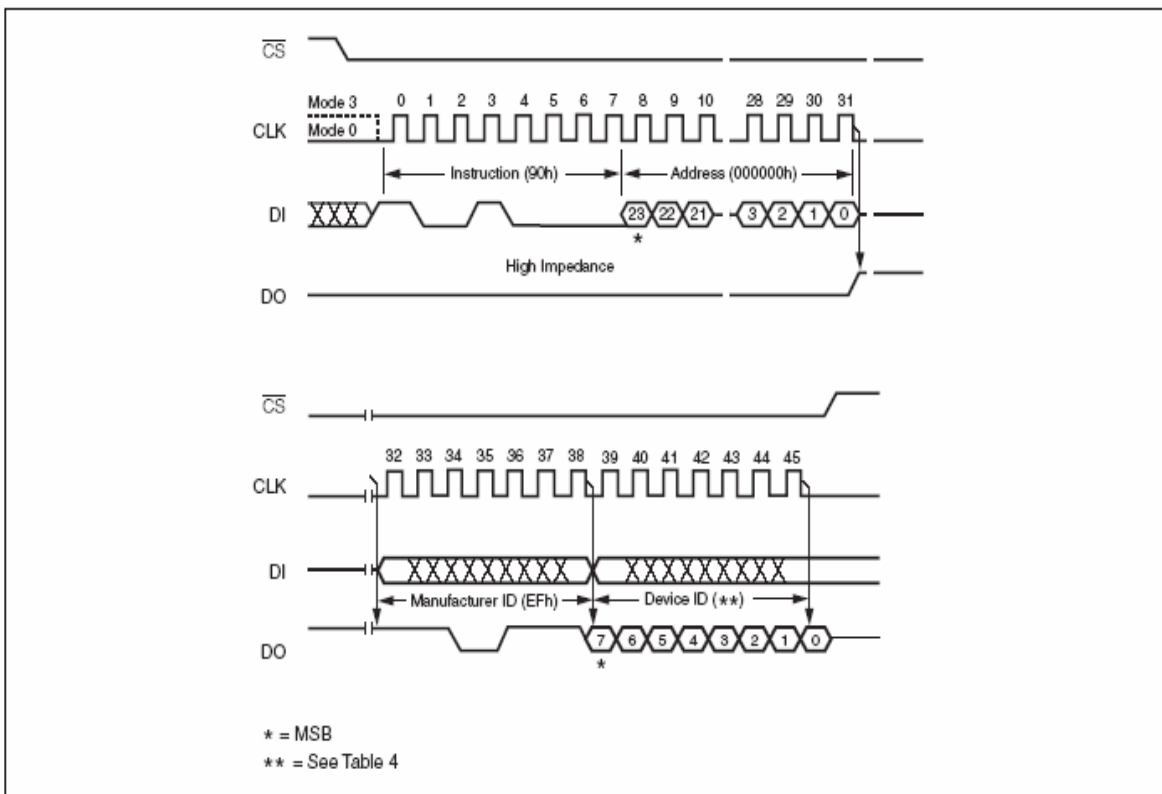 CS
Mode 3
0 1 2 3 4 5 6 7 8 9 10 28 29 30 31
CLK
Mode 0
Instruction (90h)
Address (000000h)
DI
23 22 21 3 2 1 0
*
High Impedance
DO
CS
32 33 34 35 36 37 38 39 40 41 42 43 44 45
CLK
DI
Manufacturer ID (EFh)
Device ID (**)
DO
7 6 5 4 3 2 1 0
*
* = MSB
** = See Table 4